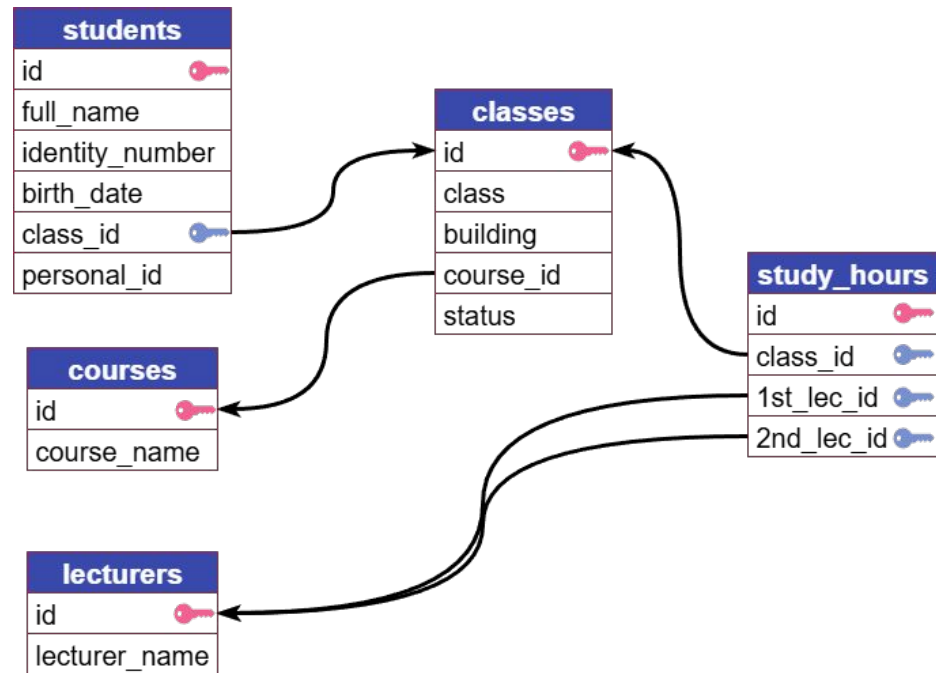 students
id
full_name
identity_number
birth_date
class_id
personal_id
classes
id
class
building
course_id
status
study_hours
id
class_id
1st_lec_id
2nd_lec_id
courses
id
course_name
lecturers
id
lecturer_name